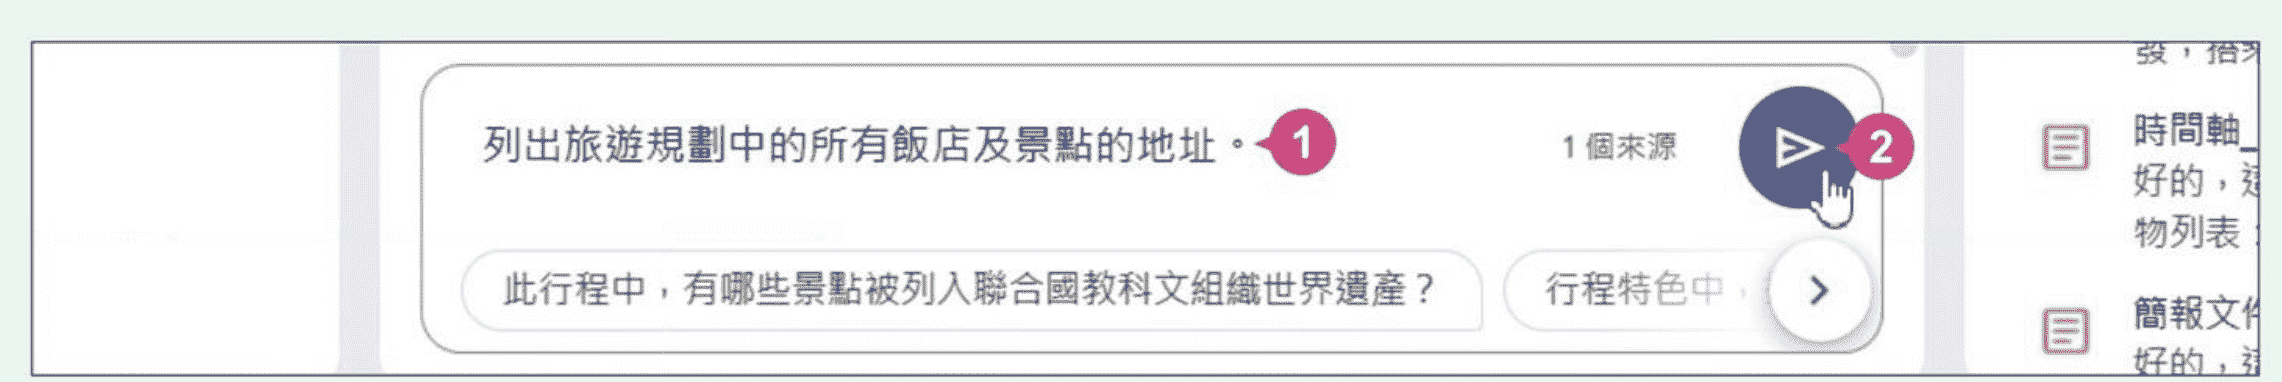 列出旅遊規劃中的所有飯店及景點的地址。
1
1 個來源
2
此行程中，有哪些景點被列入聯合國教科文組織世界遺產？
行程特色中，
時間軸_
好的，這
物列表：
簡報文件
好的，這